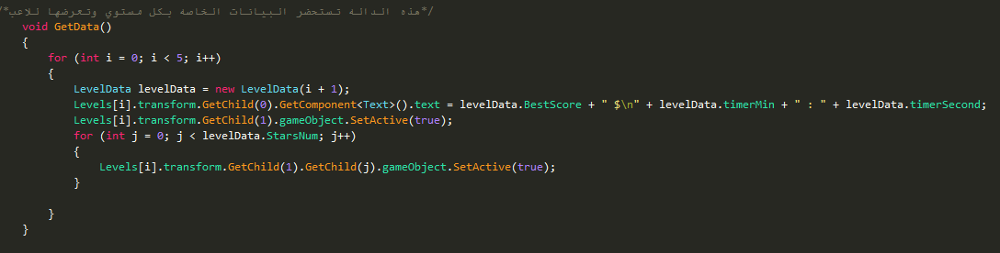 /*هذه الدالة تستحضر البيانات الخاصه بكل مستوي وتعرضها للاعب*/
void GetData()
{
for (int i = 0; i < 5; i++)
{
LevelData levelData = new LevelData(i + 1);
Levels[i].transform.GetChild(0).GetComponent<Text>().text = levelData.BestScore + " $\n" + levelData.timerMin + " : " + levelData.timerSecond;
Levels[i].transform.GetChild(1).gameObject.SetActive(true);
for (int j = 0; j < levelData.StarsNum; j++)
{
Levels[i].transform.GetChild(1).GetChild(j).gameObject.SetActive(true);
}
}
}